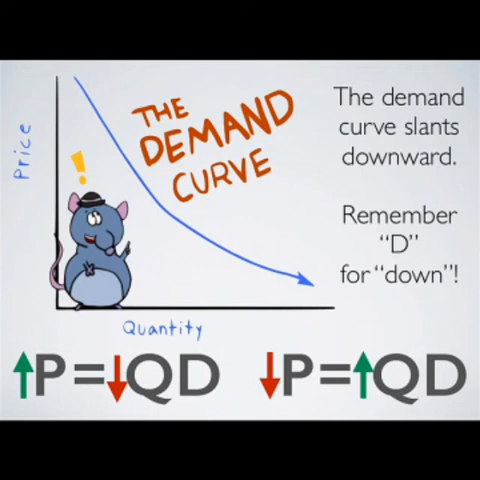 THE
DEMAND
CURVE
The demand
curve slants
downward.
Remember
“D”
for “down”!
Price
!
Quantity
↑P=↓QD
↓P=↑QD